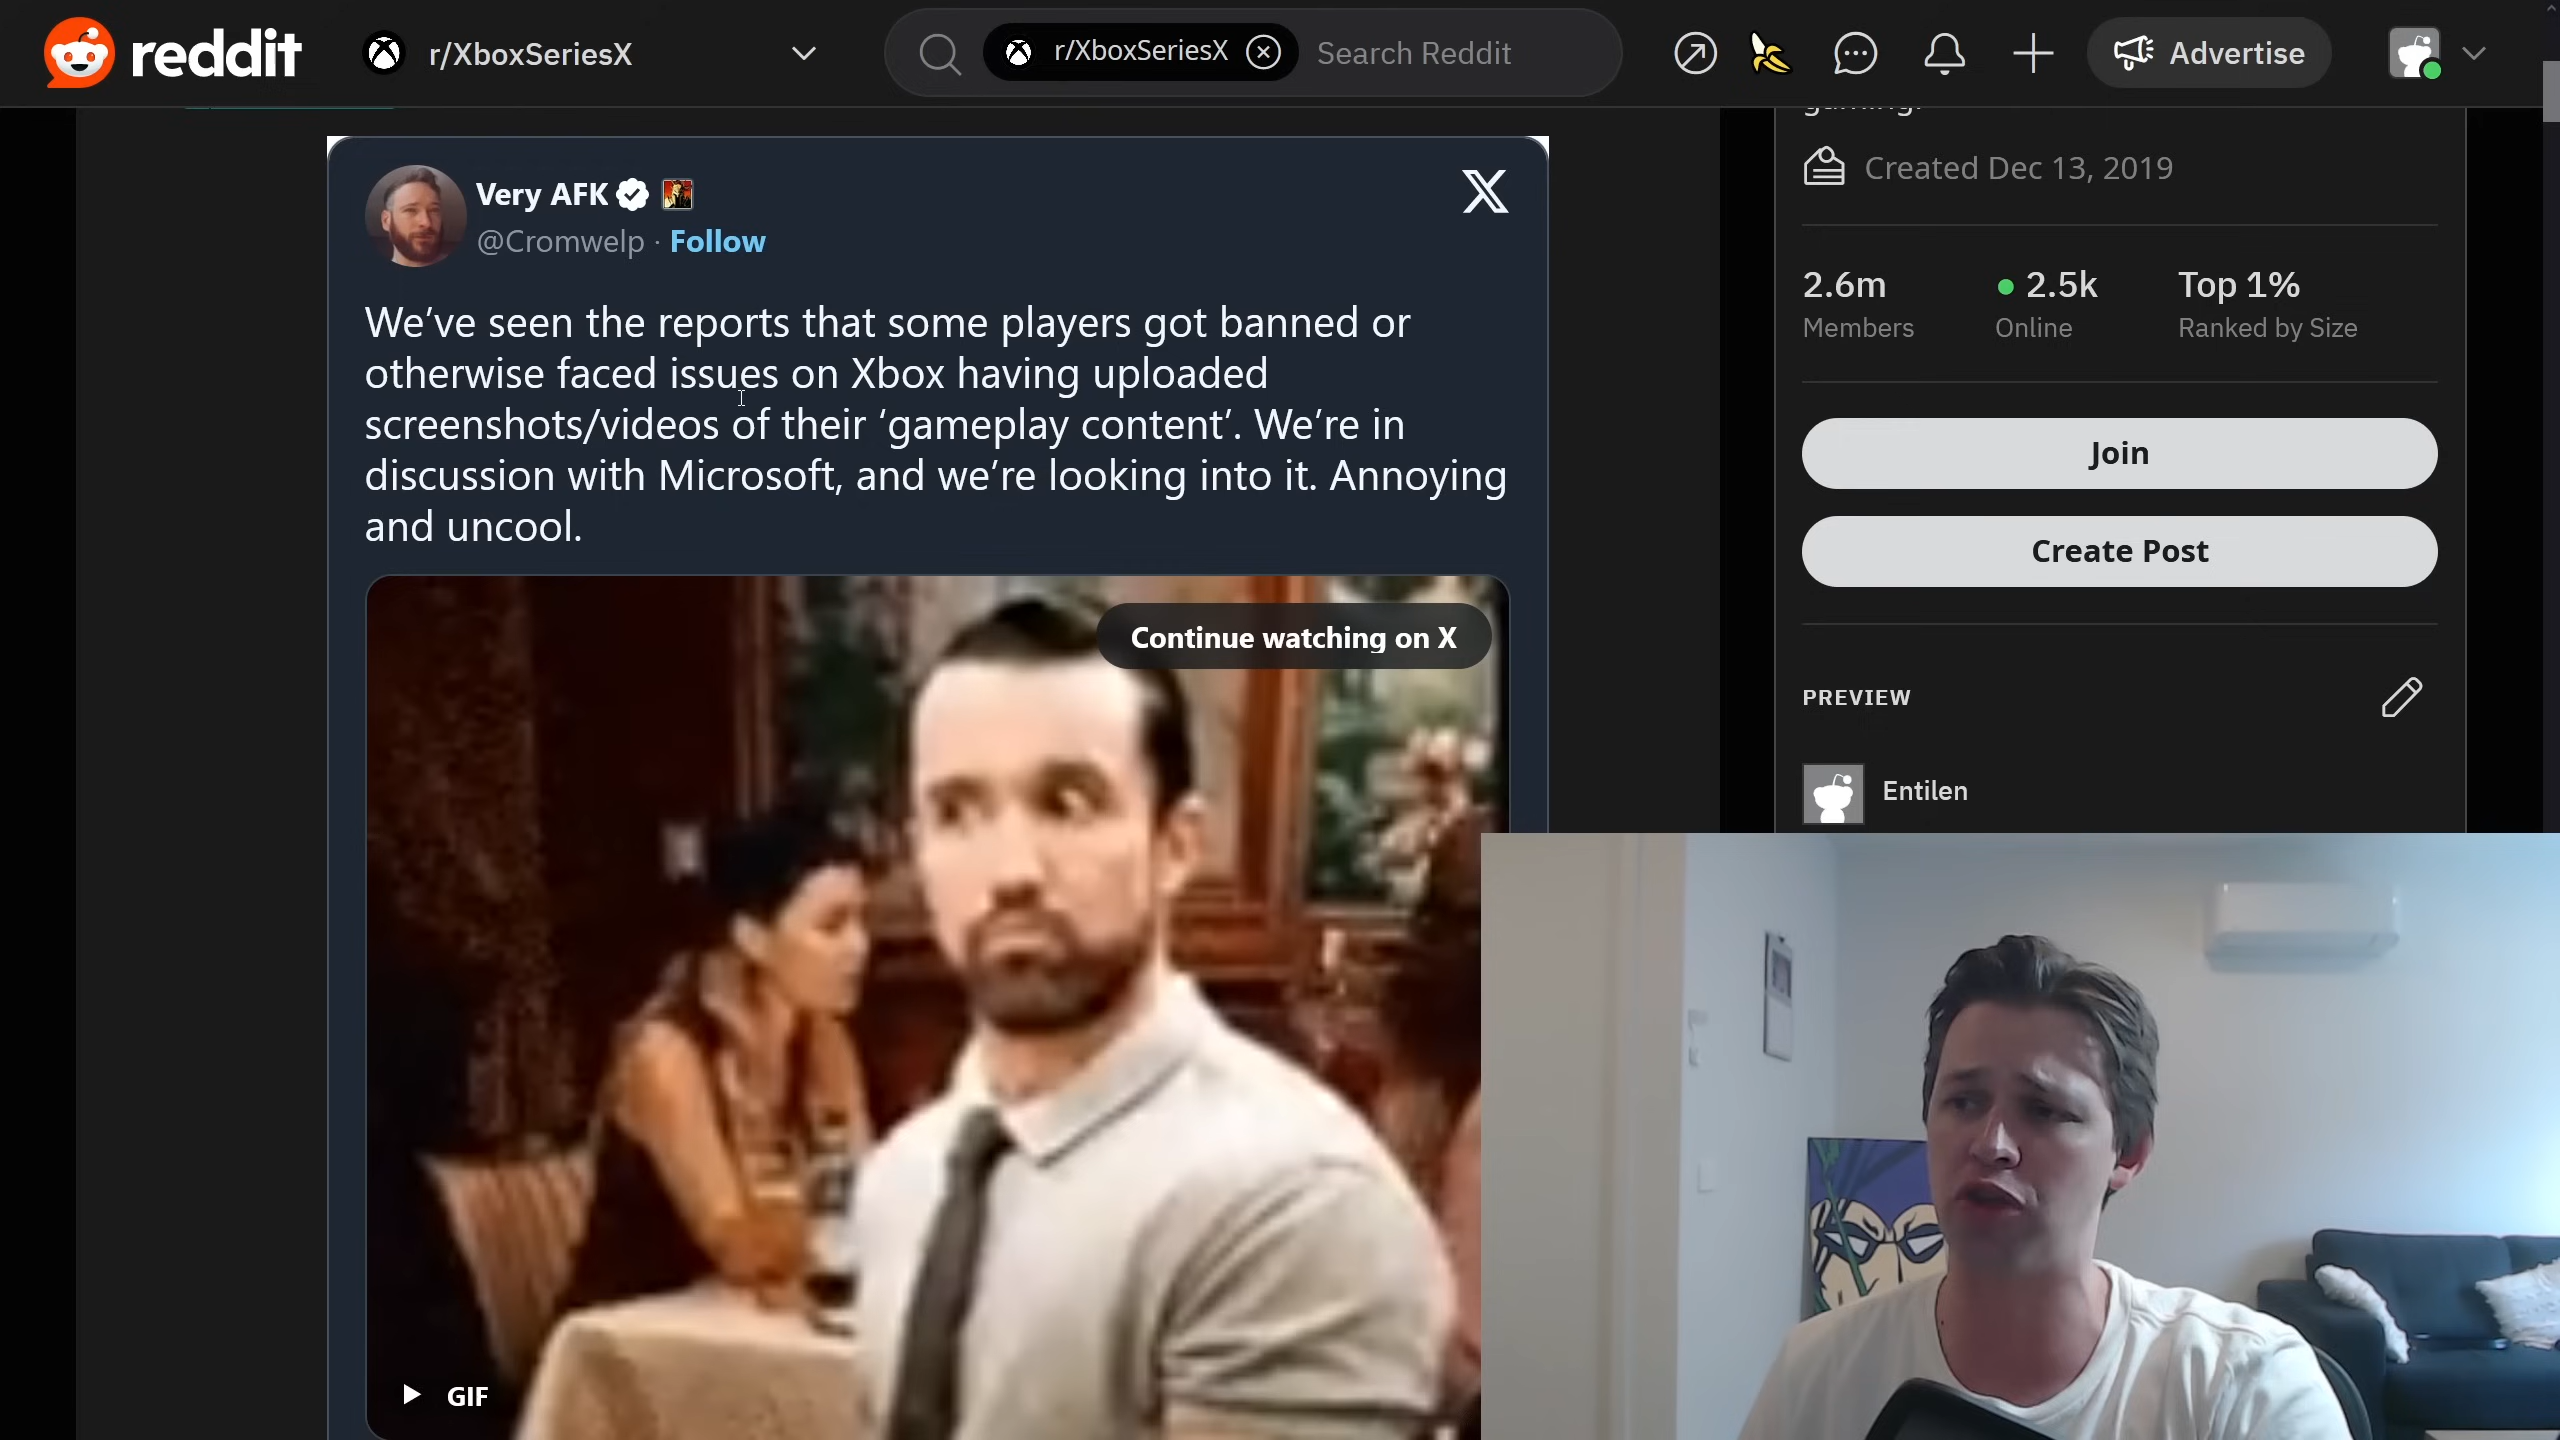 reddit
r/XboxSeriesX
r/XboxSeriesX
Search Reddit
Advertise
Very AFK
@Cromwelp · Follow
We’ve seen the reports that some players got banned or
otherwise faced issues on Xbox having uploaded
screenshots/videos of their ‘gameplay content’. We’re in
discussion with Microsoft, and we’re looking into it. Annoying
and uncool.
Continue watching on X
GIF
gaming.
Created Dec 13, 2019
2.6m
Members
2.5k
Online
Top 1%
Ranked by Size
Join
Create Post
PREVIEW
Entilen